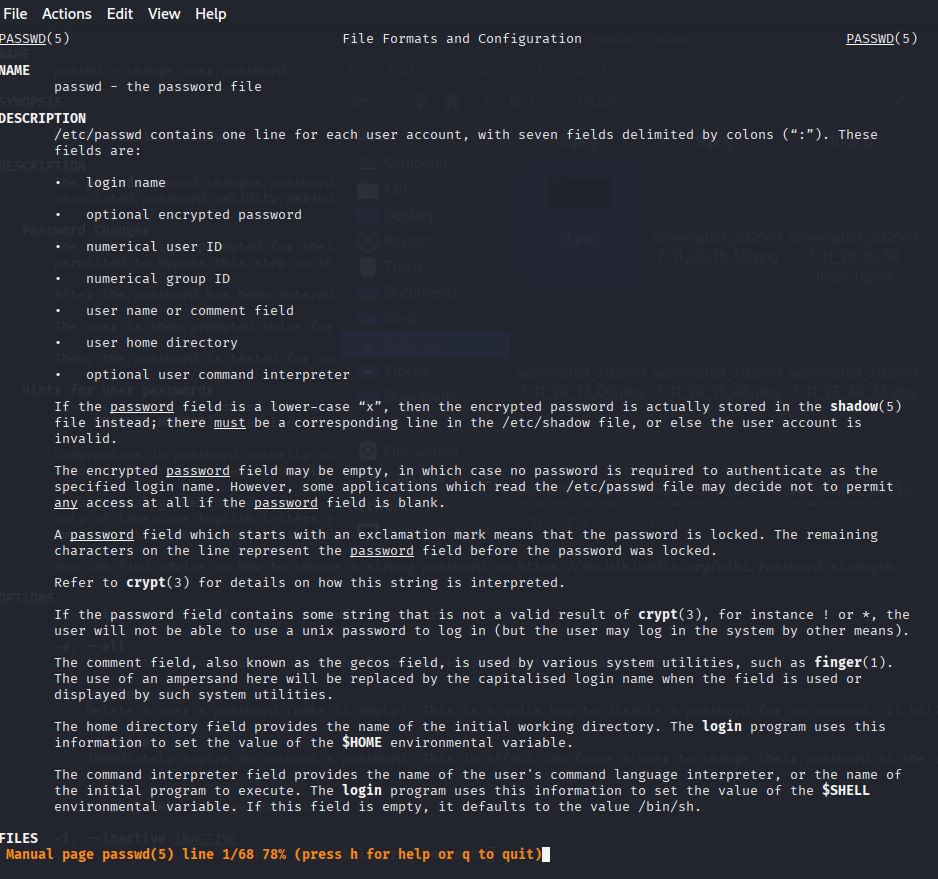 File Actions Edit View Help
PASSWD(5) File Formats and Configuration PASSWD(5)
NAME
passwd - the password file
DESCRIPTION
/etc/passwd contains one line for each user account, with seven fields delimited by colons (“:”). These
fields are:
• login name
• optional encrypted password
• numerical user ID
• numerical group ID
• user name or comment field
• user home directory
• optional user command interpreter
If the password field is a lower-case “x”, then the encrypted password is actually stored in the shadow(5)
file instead; there must be a corresponding line in the /etc/shadow file, or else the user account is
invalid.
The encrypted password field may be empty, in which case no password is required to authenticate as the
specified login name. However, some applications which read the /etc/passwd file may decide not to permit
any access at all if the password field is blank.
A password field which starts with an exclamation mark means that the password is locked. The remaining
characters on the line represent the password field before the password was locked.
Refer to crypt(3) for details on how this string is interpreted.
If the password field contains some string that is not a valid result of crypt(3), for instance ! or *, the
user will not be able to use a unix password to log in (but the user may log in the system by other means).
The comment field, also known as the gecos field, is used by various system utilities, such as finger(1).
The use of an ampersand here will be replaced by the capitalised login name when the field is used or
displayed by such system utilities.
The home directory field provides the name of the initial working directory. The login program uses this
information to set the value of the $HOME environmental variable.
The command interpreter field provides the name of the user's command language interpreter, or the name of
the initial program to execute. The login program uses this information to set the value of the $SHELL
environmental variable. If this field is empty, it defaults to the value /bin/sh.
FILES
Manual page passwd(5) line 1/68 78% (press h for help or q to quit)